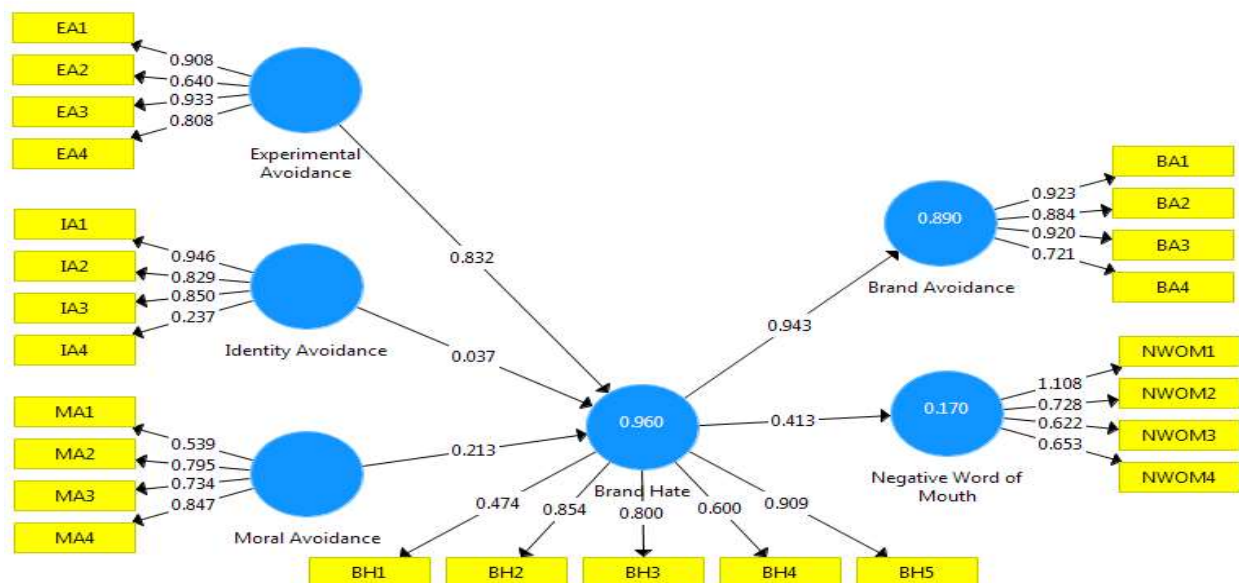 EA1
0.908
EA2
0.640
EA3
0.933
EA4
0.808
Experimental
Avoidance
0.832
IA1
0.946
IA2
0.829
IA3
0.850
IA4
0.237
Identity Avoidance
0.037
MA1
0.539
MA2
0.795
MA3
0.734
MA4
0.847
Moral Avoidance
0.213
0.960
Brand Hate
0.474
0.854
0.800
0.600
0.909
BH1
BH2
BH3
BH4
BH5
0.943
0.413
0.890
Brand Avoidance
BA1
0.923
BA2
0.884
BA3
0.920
BA4
0.721
0.170
Negative Word of
Mouth
NWOM1
1.108
NWOM2
0.728
NWOM3
0.622
NWOM4
0.653